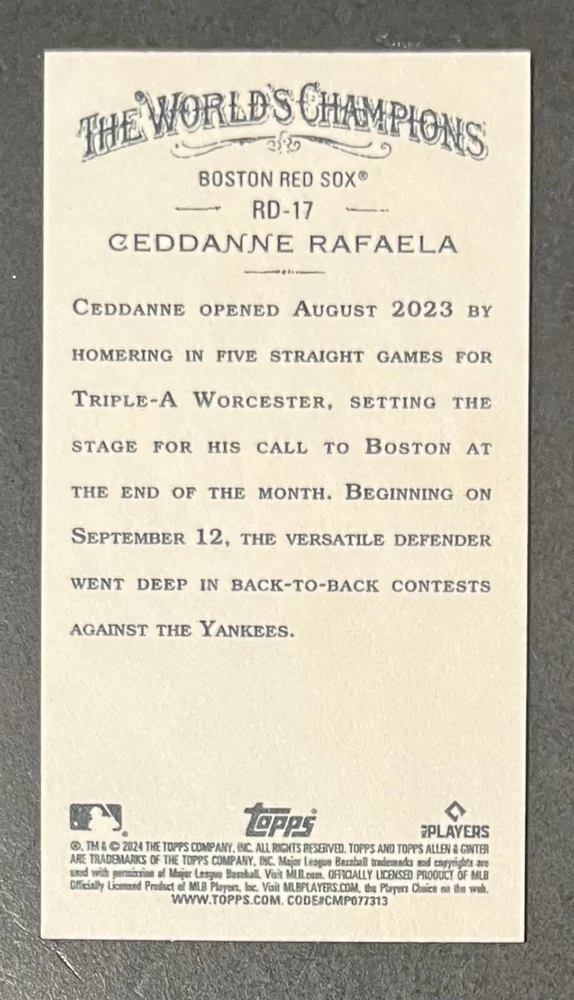 THE WORLD'S CHAMPIONS
BOSTON RED SOX®
RD-17
CEDDANNE RAFAELA
CEDDANNE OPENED AUGUST 2023 BY
HOMERING IN FIVE STRAIGHT GAMES FOR
TRIPLE-A WORCESTER, SETTING THE
STAGE FOR HIS CALL TO BOSTON AT
THE END OF THE MONTH. BEGINNING ON
SEPTEMBER 12, THE VERSATILE DEFENDER
WENT DEEP IN BACK-TO-BACK CONTESTS
AGAINST THE YANKEES.
topps
PLAYERS
®, TM & © 2024 THE TOPPS COMPANY, INC. ALL RIGHTS RESERVED. TOPPS AND TOPPS ALLEN & GINTER
ARE TRADEMARKS OF THE TOPPS COMPANY, INC. Major League Baseball trademarks and copyrights are
used with permission of Major League Baseball. Visit MLB.com. OFFICIALLY LICENSED PRODUCT OF MLB
Officially Licensed Product of MLB Players, Inc. Visit MLBPLAYERS.COM, the Players Choice on the web.
WWW.TOPPS.COM. CODE#CMP077313